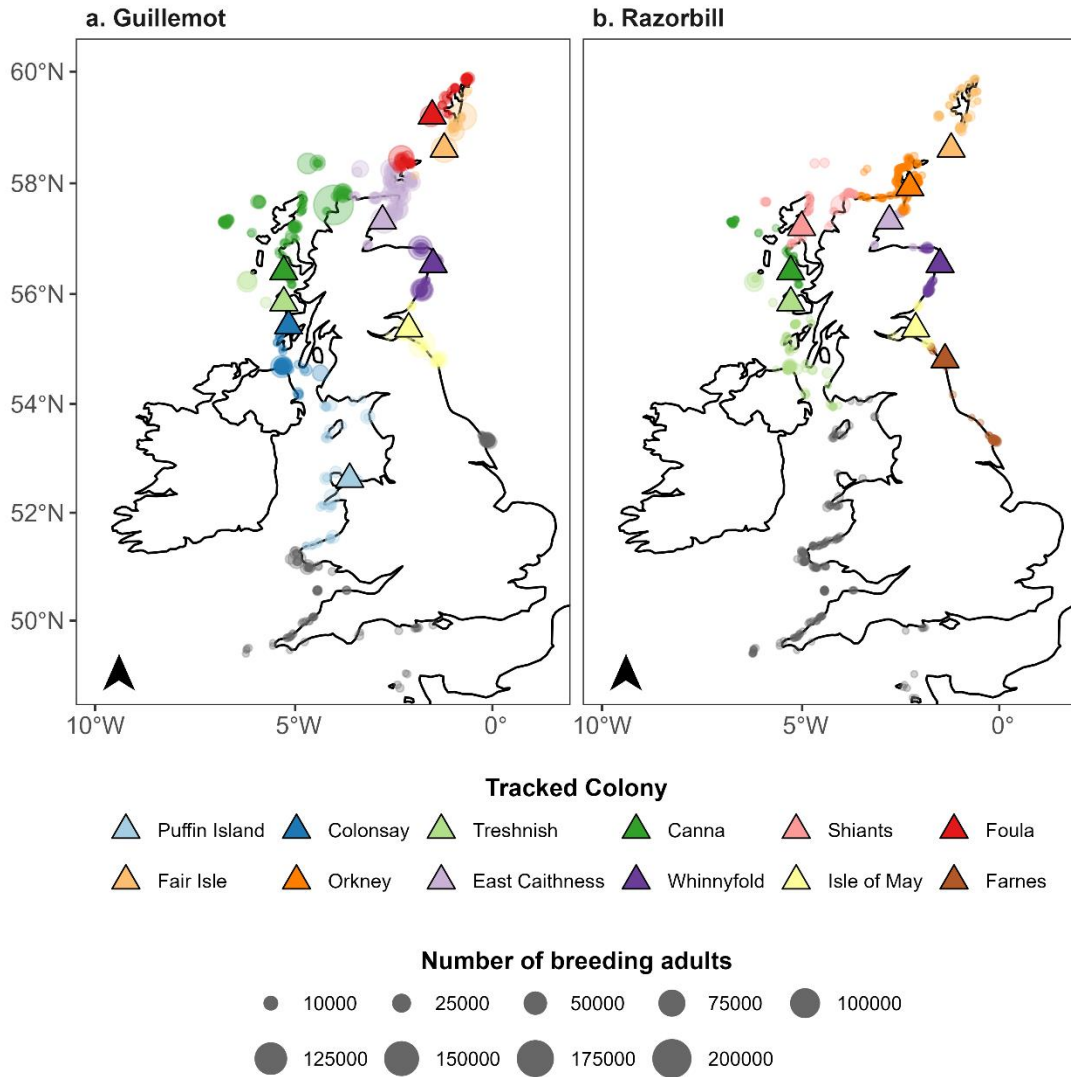 a. Guillemot
b. Razorbill
60°N
58°N
56°N
54°N
52°N
50°N
10°W 5°W 0°
10°W 5°W 0°
Tracked Colony
Puffin Island Colonsay Treshnish Canna Shiants Foula
Fair Isle Orkney East Caithness Whinnyfold Isle of May Farnes
Number of breeding adults
10000 25000 50000 75000 100000
125000 150000 175000 200000